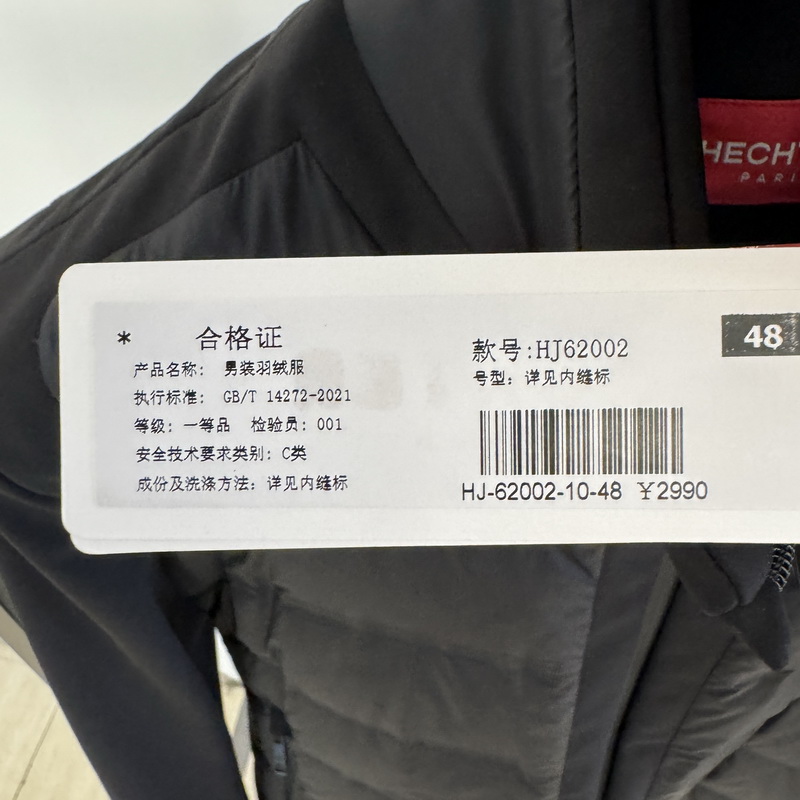 HECHT
PARI
* 合格证
产品名称: 男装羽绒服
执行标准: GB/T 14272-2021
等级: 一等品 检验员: 001
安全技术要求类别: C类
成份及洗涤方法: 详见内缝标
款号:HJ62002
48
号型: 详见内缝标
HJ-62002-10-48 ¥2990